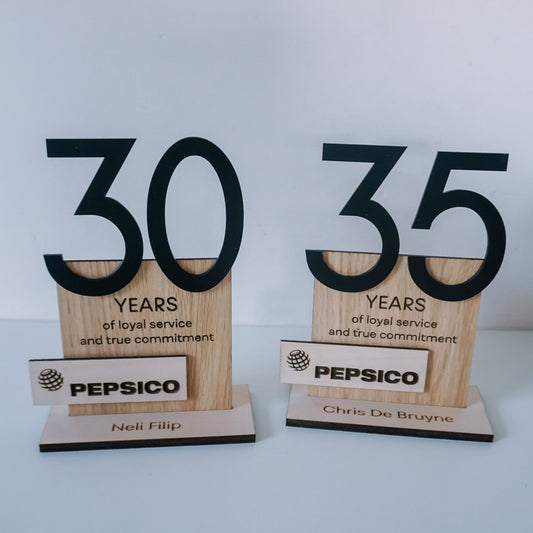 30
YEARS
of loyal service
and true commitment
PEPSICO
Neli Filip
35
YEARS
of loyal service
and true commitment
PEPSICO
Chris De Bruyne